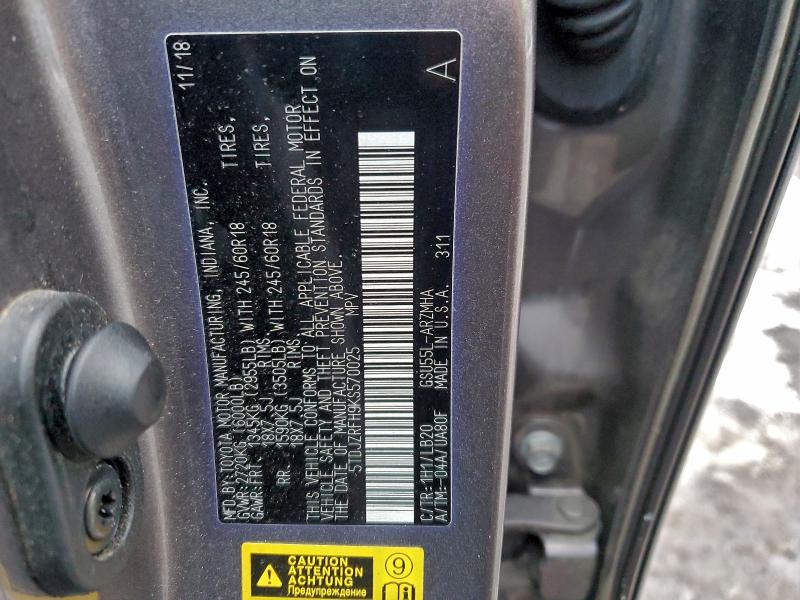 MFD BY: TOYOTA MOTOR MANUFACTURING, INDIANA, INC. 11/18
GVWR: 2720KG (6000LB)
GAWR: FRT. 1345KG (2955LB) WITH 245/60R18 TIRES,
18x7.5J RIMS
RR. 1590KG (3505LB) WITH 245/60R18 TIRES,
18x7.5J RIMS
THIS VEHICLE CONFORMS TO ALL APPLICABLE FEDERAL MOTOR
VEHICLE SAFETY AND THEFT PREVENTION STANDARDS IN EFFECT ON
THE DATE OF MANUFACTURE SHOWN ABOVE.
5TDJZRFH9KS570025 MPV
C/TR: 1H1/LB20 GSU55L-ARZMHA A
A/TM: -04A/UA80F MADE IN U.S.A. 311
CAUTION
ATTENTION
ACHTUNG
Предупреждение
9